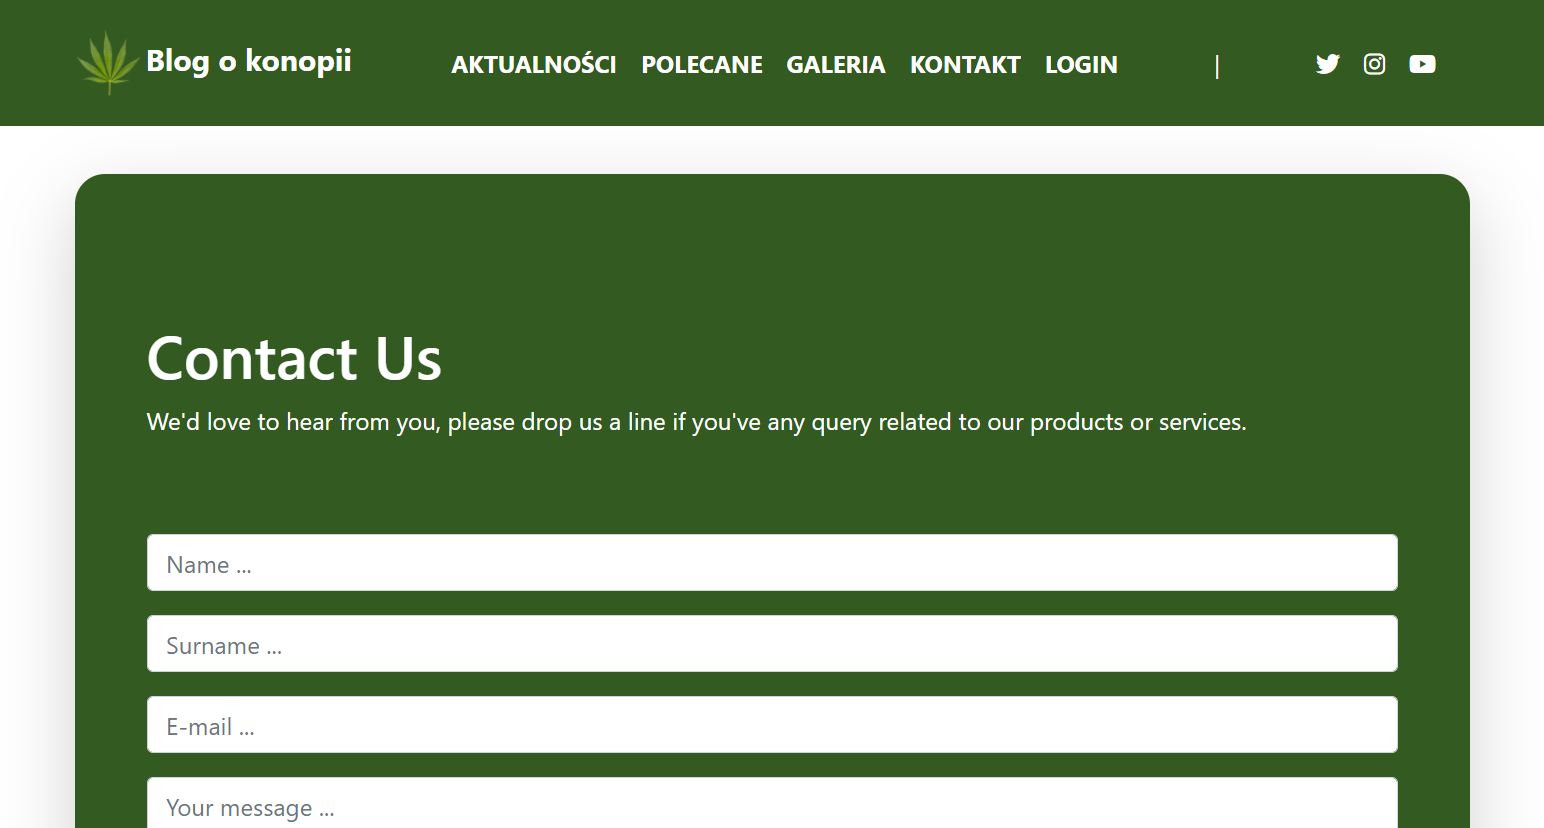 Blog o konopii
AKTUALNOŚCI POLECANE GALERIA KONTAKT LOGIN |
Contact Us
We'd love to hear from you, please drop us a line if you've any query related to our products or services.
Name ...
Surname ...
E-mail ...
Your message ...